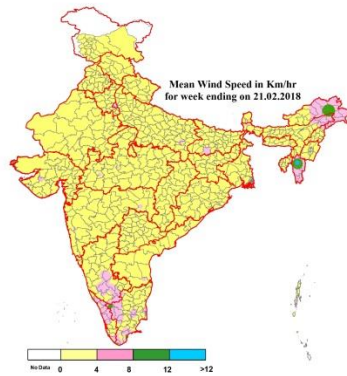 Mean Wind Speed in Km/hr
for week ending on 21.02.2018
No Data 0 4 8 12 >12